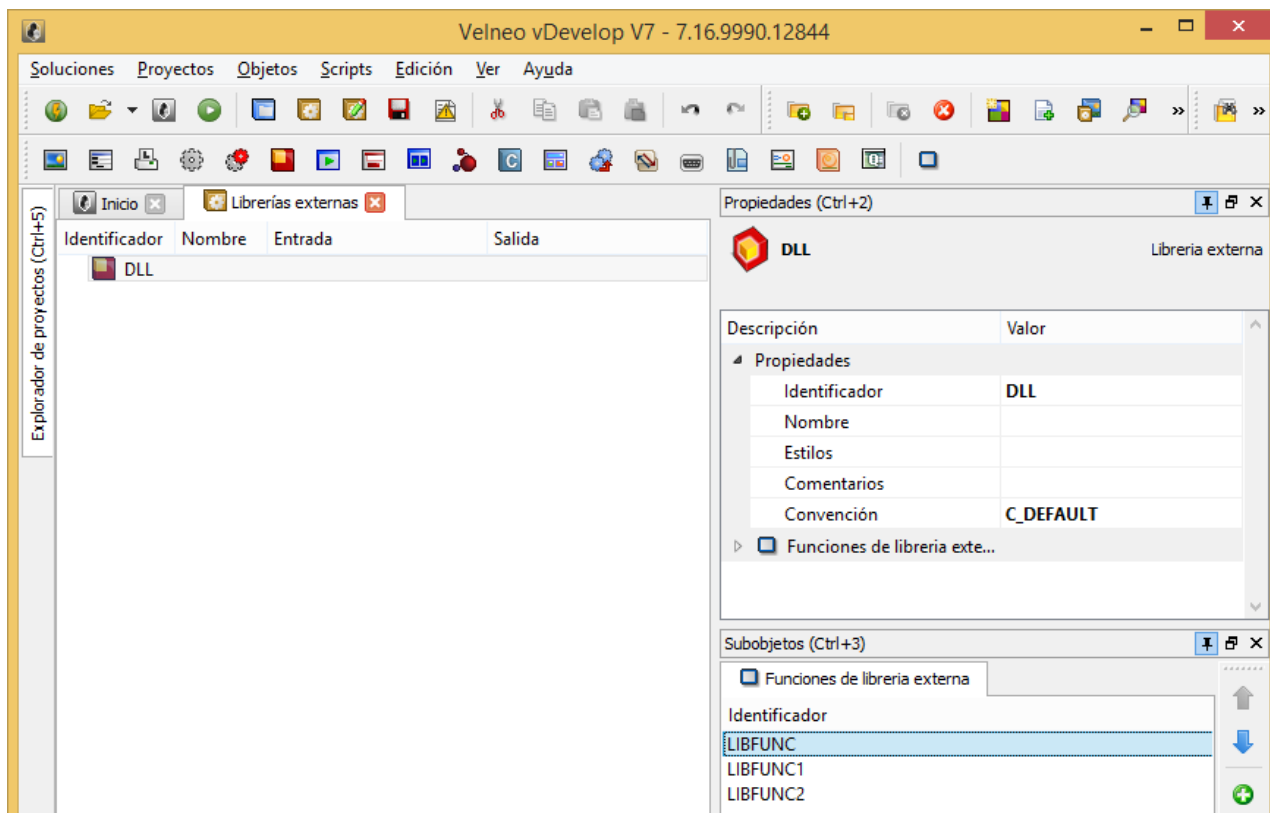 Velneo vDevelop V7 - 7.16.9990.12844
Soluciones Proyectos Objetos Scripts Edición Ver Ayuda
Explorador de proyectos (Ctrl+5)
Inicio
Librerías externas
Identificador Nombre Entrada Salida
DLL
Propiedades (Ctrl+2)
DLL
Libreria externa
Descripción Valor
Propiedades
Identificador DLL
Nombre
Estilos
Comentarios
Convención C_DEFAULT
Funciones de libreria exte...
Subobjetos (Ctrl+3)
Funciones de libreria externa
Identificador
LIBFUNC
LIBFUNC1
LIBFUNC2